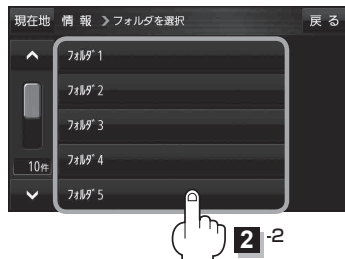 現在地 情 報 ❯ フォルダを選択 戻 る
ﾌｫﾙﾀﾞ 1
ﾌｫﾙﾀﾞ 2
ﾌｫﾙﾀﾞ 3
10件 ﾌｫﾙﾀﾞ 4
ﾌｫﾙﾀﾞ 5
2 -2